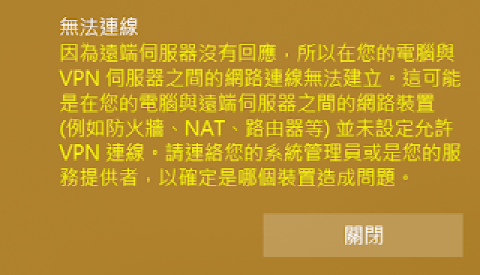 無法連線
因為遠端伺服器沒有回應，所以在您的電腦與
VPN 伺服器之間的網路連線無法建立。這可能
是在您的電腦與遠端伺服器之間的網路裝置
(例如防火牆、NAT、路由器等) 並未設定允許
VPN 連線。請連絡您的系統管理員或是您的服
務提供者，以確定是哪個裝置造成問題。
關閉